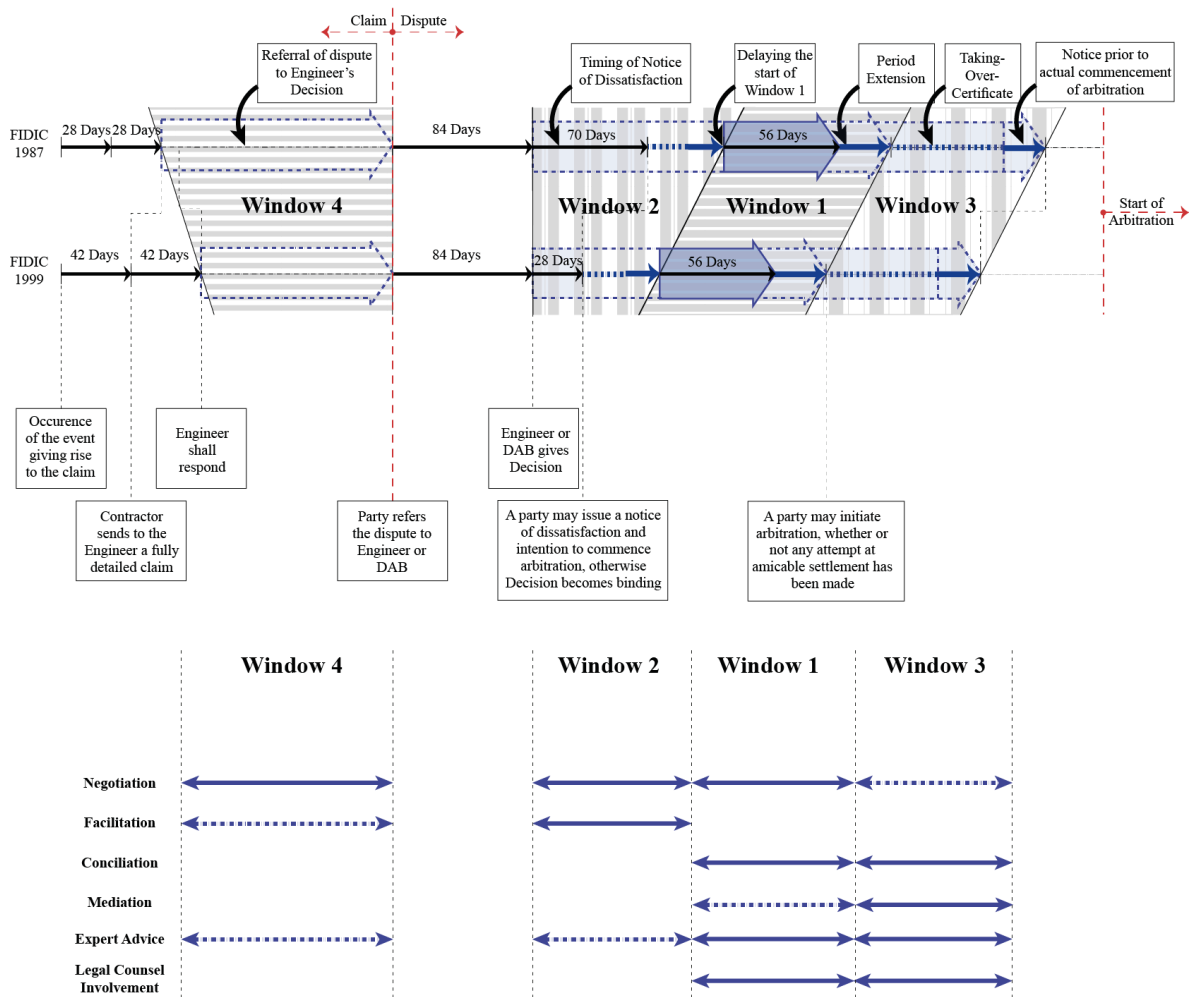 Claim
Dispute
Referral of dispute
to Engineer's
Decision
Timing of Notice
of Dissatisfaction
Delaying the
start of
Window 1
Period
Extension
Taking-
Over-
Certificate
Notice prior to
actual commencement
of arbitration
FIDIC
1987
28 Days
28 Days
84 Days
70 Days
56 Days
Window 4
Window 2
Window 1
Window 3
Start of
Arbitration
FIDIC
1999
42 Days
42 Days
84 Days
28 Days
56 Days
Occurence
of the event
giving rise
to the claim
Engineer
shall
respond
Engineer or
DAB gives
Decision
Contractor
sends to the
Engineer a fully
detailed claim
Party refers
the dispute to
Engineer or
DAB
A party may issue a notice
of dissatisfaction and
intention to commence
arbitration, otherwise
Decision becomes binding
A party may initiate
arbitration, whether or
not any attempt at
amicable settlement has
been made
Window 4
Window 2
Window 1
Window 3
Negotiation
Facilitation
Conciliation
Mediation
Expert Advice
Legal Counsel
Involvement